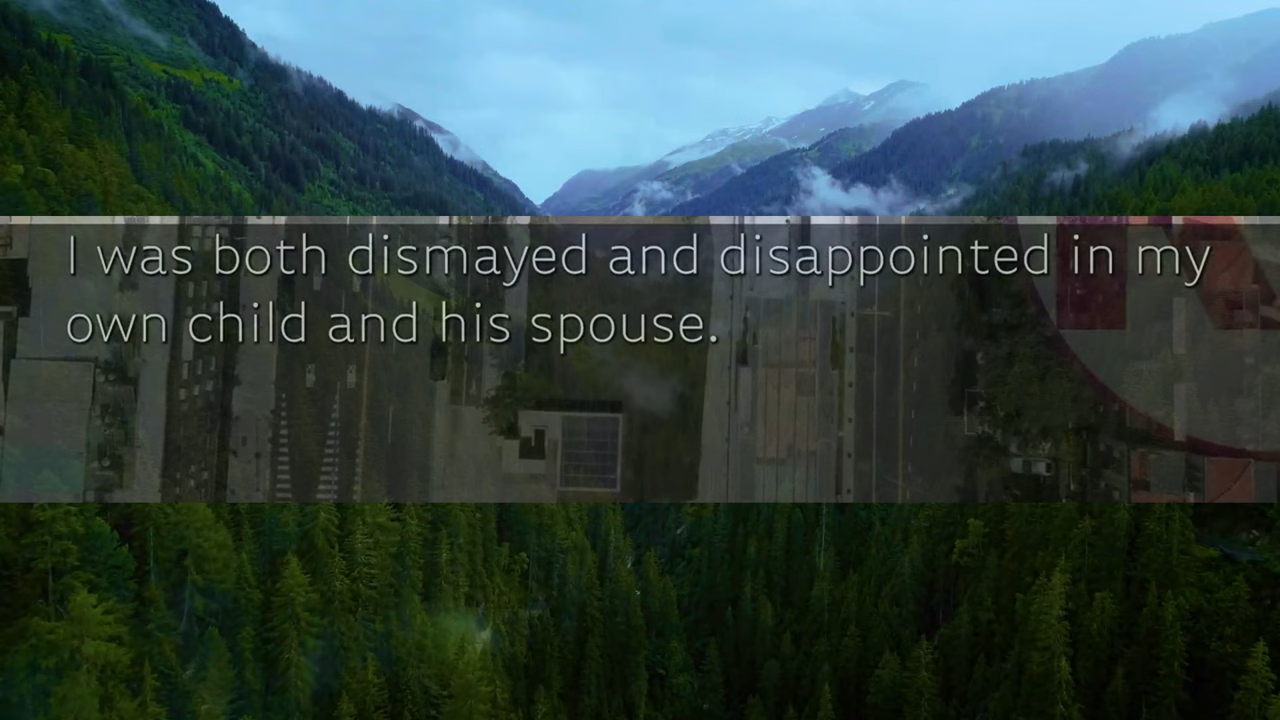 I was both dismayed and disappointed in my
own child and his spouse.